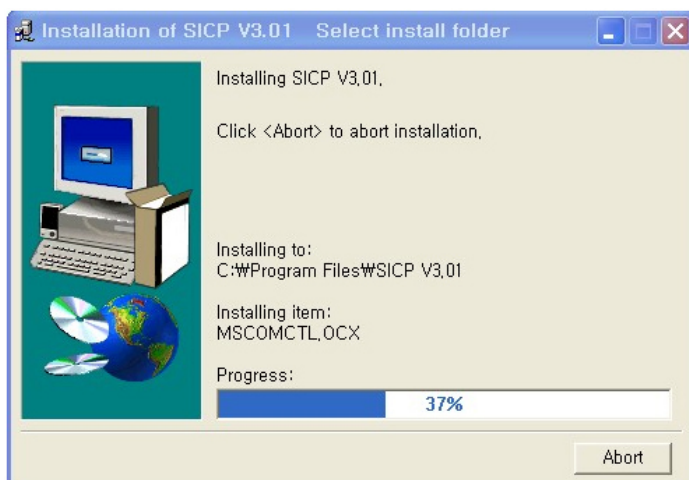 Installation of SICP V3.01   Select install folder
Installing SICP V3,01,
Click <Abort> to abort installation,
Installing to:
C:₩Program Files₩SICP V3,01
Installing item:
MSCOMCTL,OCX
Progress:
37%
Abort